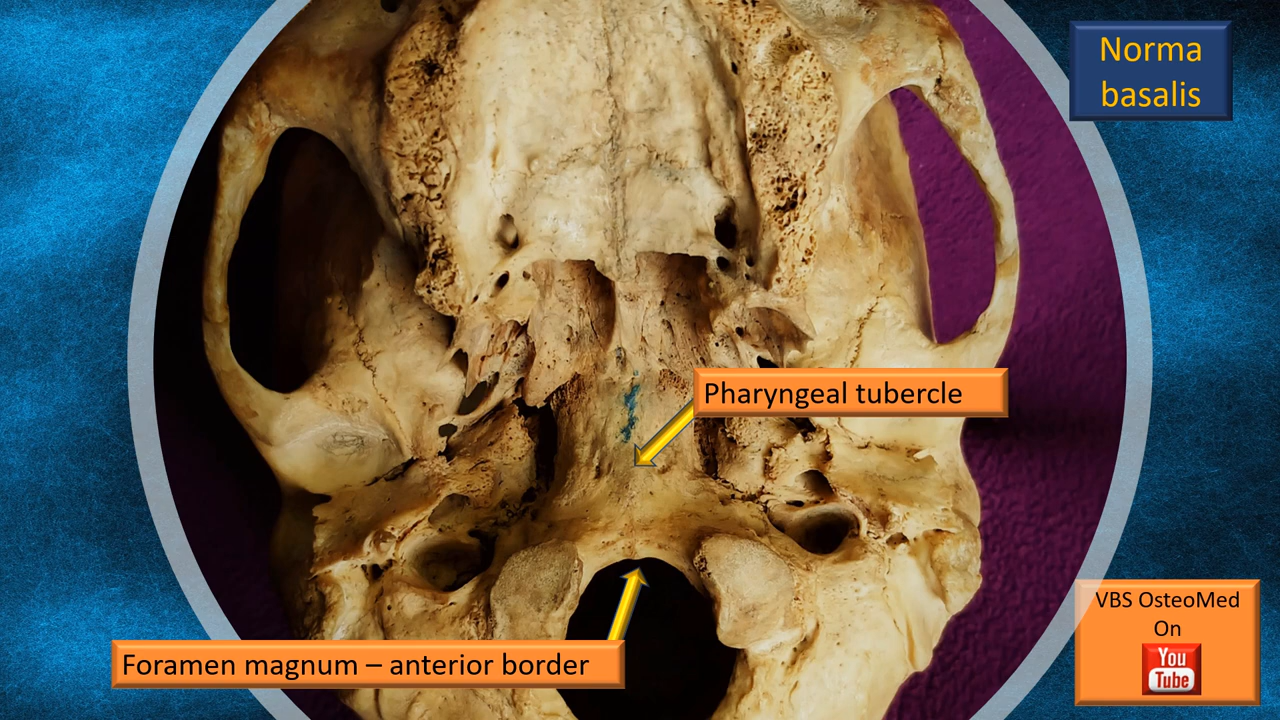 Norma
basalis
Pharyngeal tubercle
Foramen magnum – anterior border
VBS OsteoMed
On
You
Tube